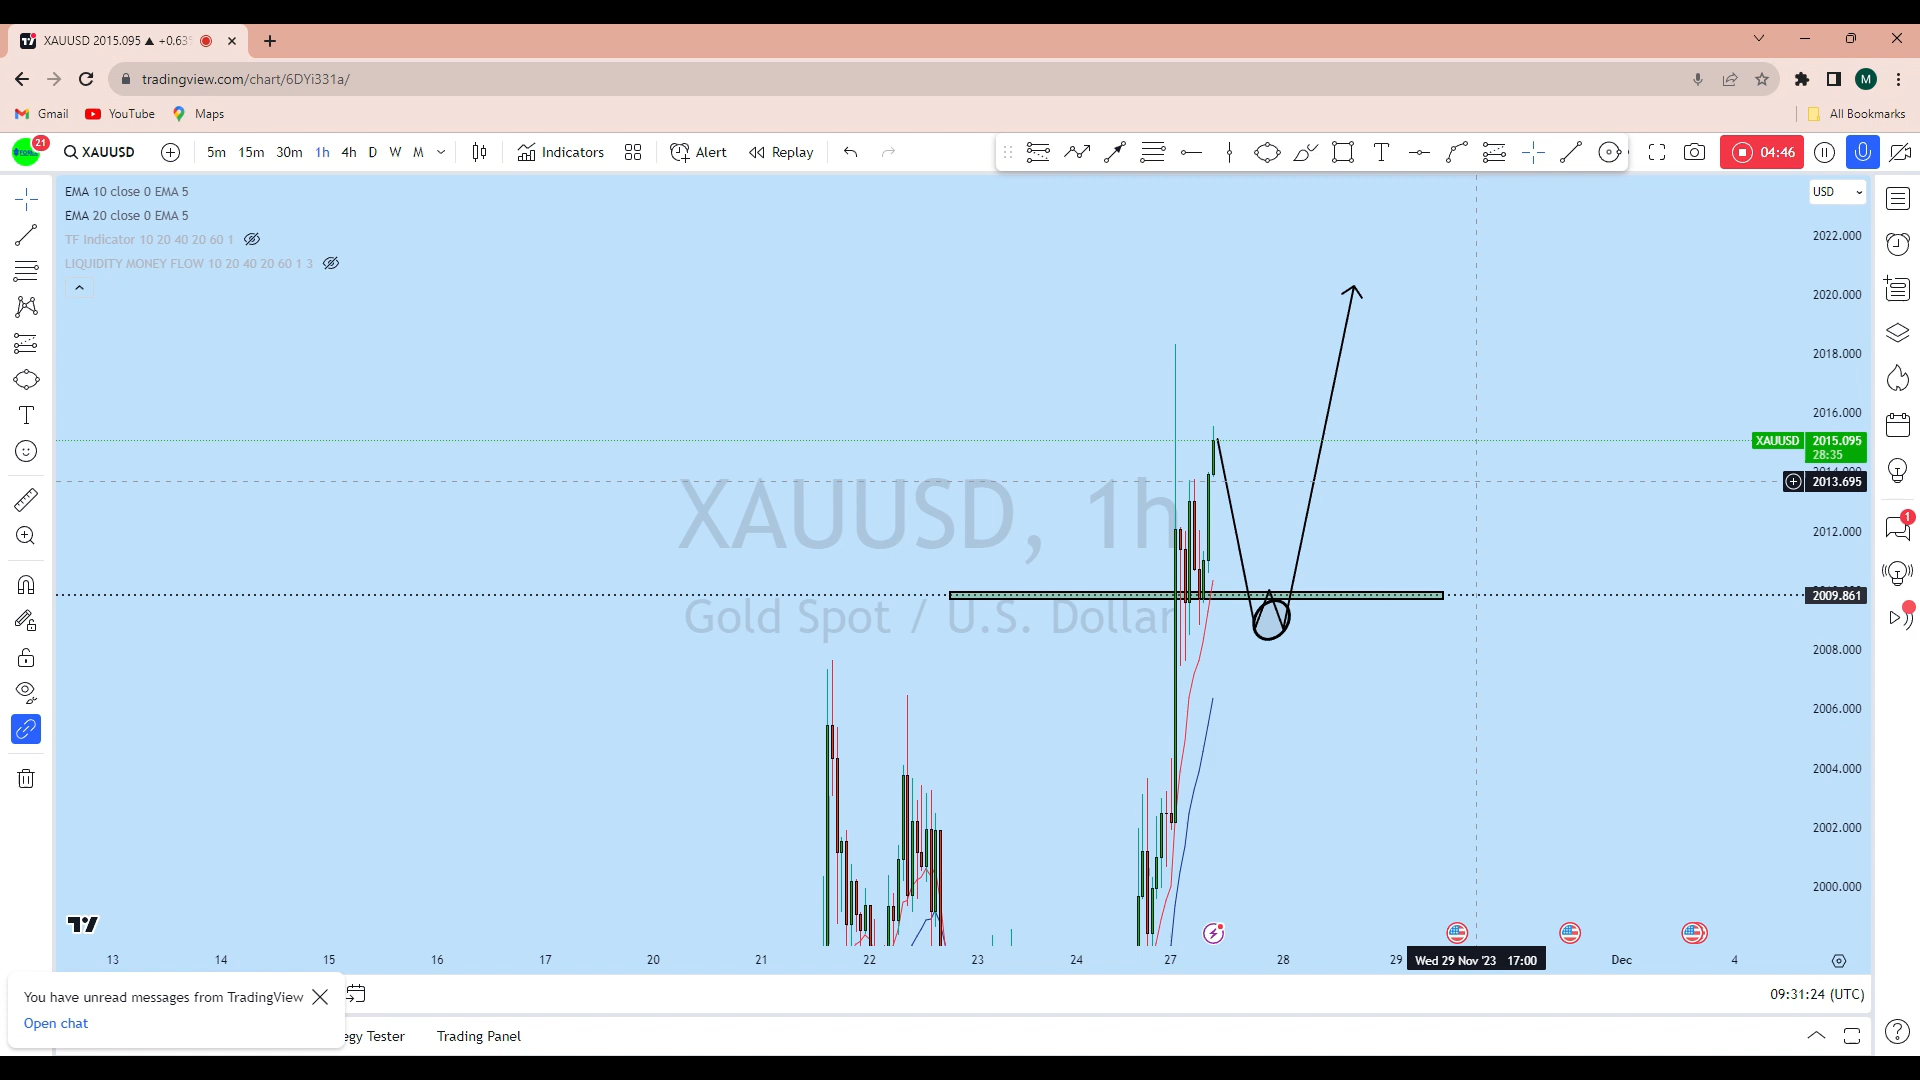 XAUUSD 2015.095 ▲ +0.63
tradingview.com/chart/6DYi331a/
Gmail YouTube Maps All Bookmarks
21 XAUUSD 5m 15m 30m 1h 4h D W M Indicators Alert Replay 04:46
EMA 10 close 0 EMA 5 USD
EMA 20 close 0 EMA 5
TF Indicator 10 20 40 20 60 1
LIQUIDITY MONEY FLOW 10 20 40 20 60 1 3
2022.000
2020.000
2018.000
2016.000
XAUUSD 2015.095
28:35
2013.695
2012.000
2009.861
2008.000
2006.000
2004.000
2002.000
2000.000
XAUUSD, 1h
Gold Spot / U.S. Dollar
1
M
13 14 15 16 17 20 21 22 23 24 27 28 29 Wed 29 Nov '23 17:00 Dec 4
You have unread messages from TradingView
Open chat
09:31:24 (UTC)
egy Tester Trading Panel